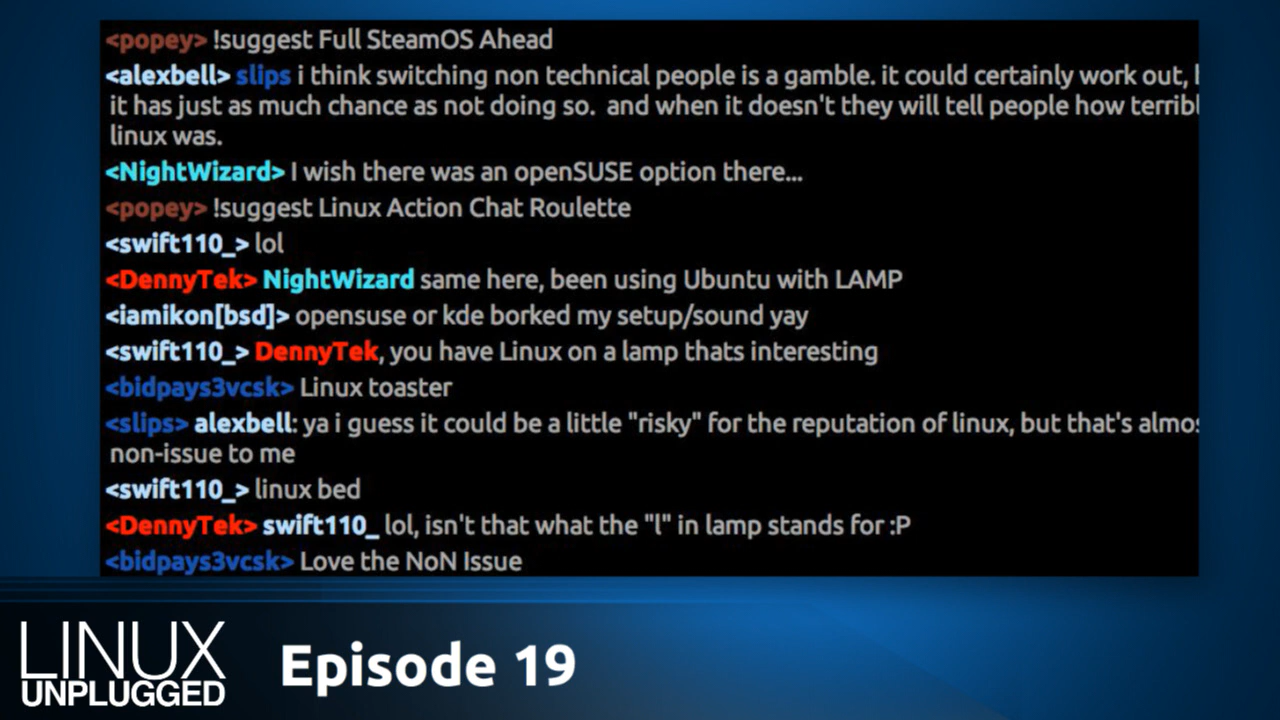 <popey> !suggest Full SteamOS Ahead
<alexbell> slips i think switching non technical people is a gamble. it could certainly work out,
it has just as much chance as not doing so. and when it doesn't they will tell people how
linux was.
<NightWizard> I wish there was an openSUSE option there...
<popey> !suggest Linux Action Chat Roulette
<swift110_> lol
<DennyTek> NightWizard same here, been using Ubuntu with LAMP
<iamikon[bsd]> opensuse or kde borked my setup/sound yay
<swift110_> DennyTek, you have Linux on a lamp thats interesting
<bidpays3vcsk> Linux toaster
<slips> alexbell: ya i guess it could be a little "risky" for the reputation of linux, but that's
non-issue to me
<swift110_> linux bed
<DennyTek> swift110_ lol, isn't that what the "l" in lamp stands for :P
<bidpays3vcsk> Love the NoN Issue
LINUX
UNPLUGGED
Episode 19